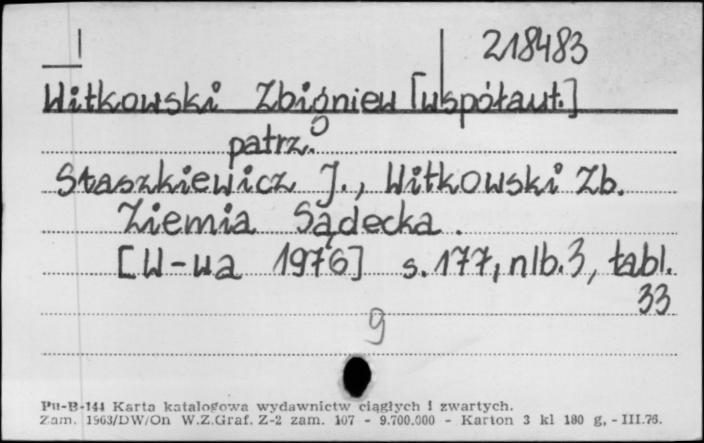 218483
Witkowski Zbigniew [współaut.]
patrz.
Staszkiewicz J., Witkowski Zb.
Ziemia Sądecka.
[W-wa 1976] s. 177, nlb. 3, tabl.
33
9
Pu-B-144 Karta katalogowa wydawnictw ciągłych i zwartych.
Zam. 1963/DW/On W.Z.Graf. Z-2 zam. 107 - 9.700.000 - Karton 3 kl 180 g, - III.76.